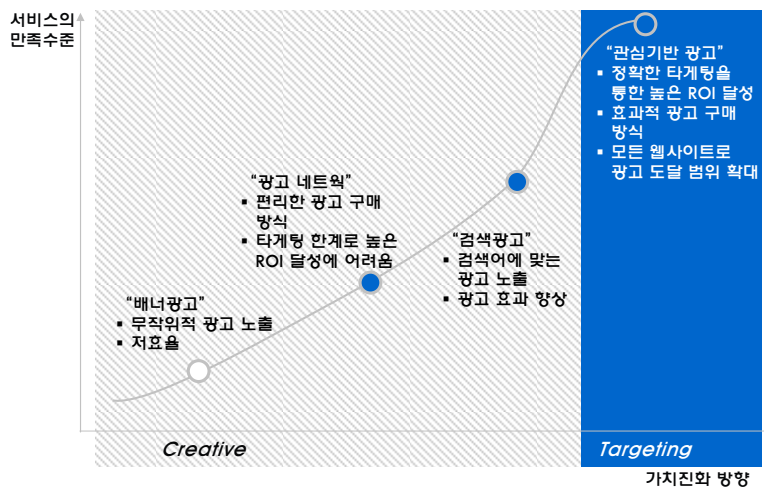 서비스의
만족수준
“관심기반 광고”
▪ 정확한 타게팅을
통한 높은 ROI 달성
▪ 효과적 광고 구매
방식
▪ 모든 웹사이트로
광고 도달 범위 확대
“광고 네트웍”
▪ 편리한 광고 구매
방식
▪ 타게팅 한계로 높은
ROI 달성에 어려움
“검색광고”
▪ 검색어에 맞는
광고 노출
▪ 광고 효과 향상
“배너광고”
▪ 무작위적 광고 노출
▪ 저효율
Creative
Targeting
가치진화 방향